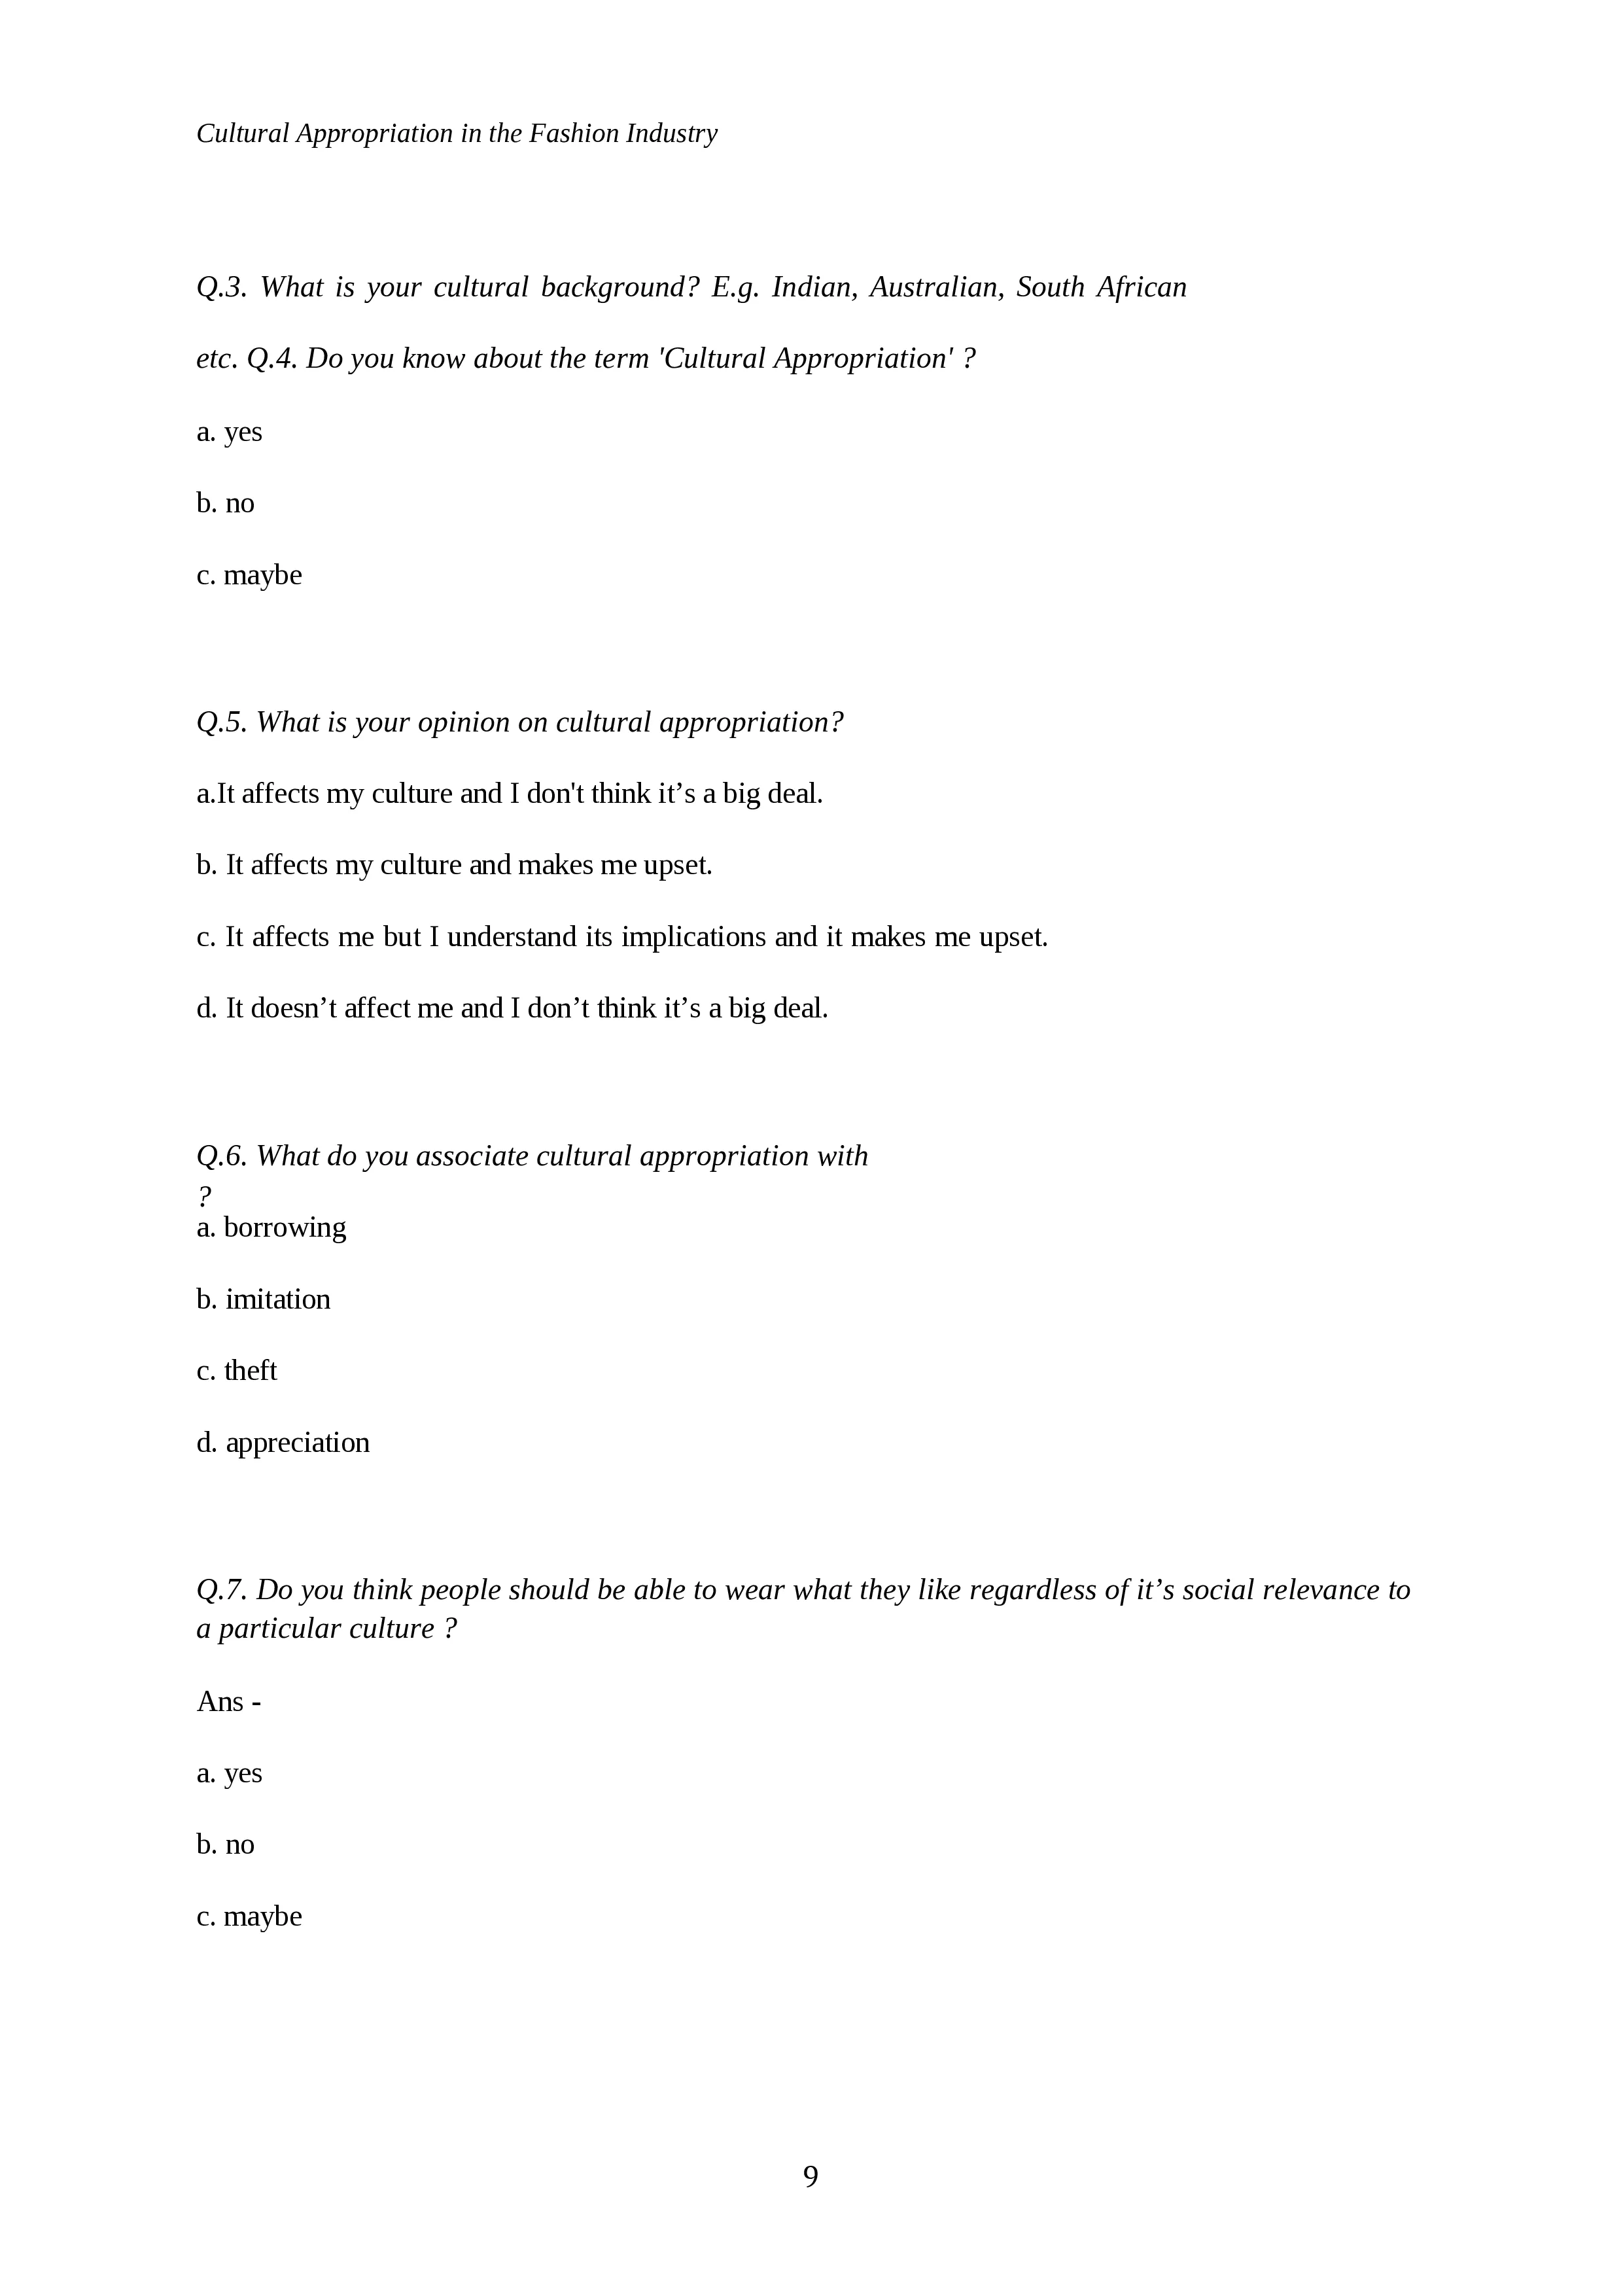 Cultural Appropriation in the Fashion Industry
Q.3. What is your cultural background? E.g. Indian, Australian, South African
etc. Q.4. Do you know about the term 'Cultural Appropriation' ?
a. yes
b. no
c. maybe
Q.5. What is your opinion on cultural appropriation?
a.It affects my culture and I don't think it’s a big deal.
b. It affects my culture and makes me upset.
c. It affects me but I understand its implications and it makes me upset.
d. It doesn’t affect me and I don’t think it’s a big deal.
Q.6. What do you associate cultural appropriation with
?
a. borrowing
b. imitation
c. theft
d. appreciation
Q.7. Do you think people should be able to wear what they like regardless of it’s social relevance to
a particular culture ?
Ans -
a. yes
b. no
c. maybe
9